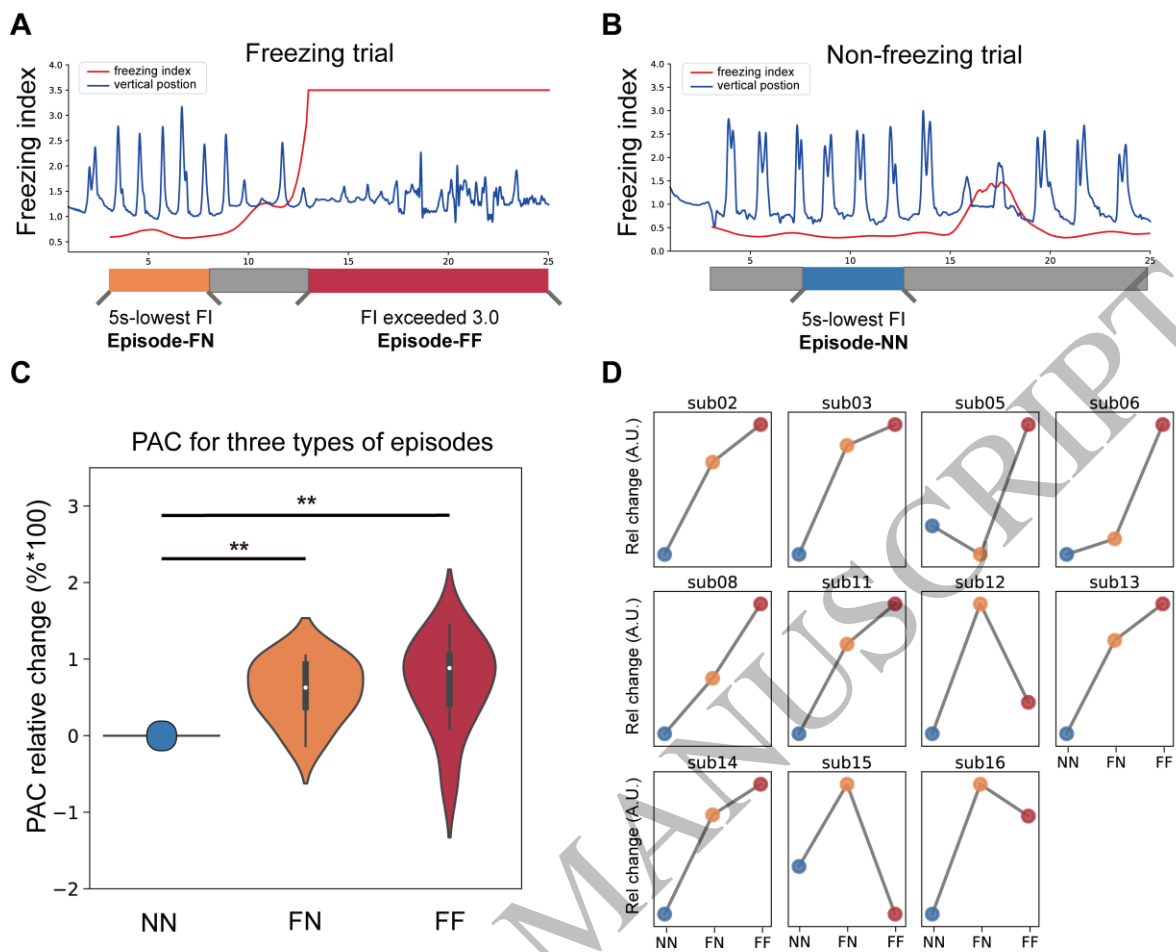 A
Freezing trial
freezing index
vertical postion
Freezing index
4.0
3.5
3.0
2.5
2.0
1.5
1.0
0.5
5 10 15 20 25
5s-lowest FI
Episode-FN
FI exceeded 3.0
Episode-FF
B
Non-freezing trial
freezing index
vertical postion
Freezing index
4.0
3.5
3.0
2.5
2.0
1.5
1.0
0.5
0.0
5 10 15 20 25
5s-lowest FI
Episode-NN
C
PAC for three types of episodes
PAC relative change (%*100)
3
2
1
0
−1
−2
**
**
NN FN FF
D
sub02 sub03 sub05 sub06
Rel change (A.U.)
sub08 sub11 sub12 sub13
Rel change (A.U.)
NN FN FF
sub14 sub15 sub16
Rel change (A.U.)
NN FN FF NN FN FF NN FN FF
MANUSCRIPT